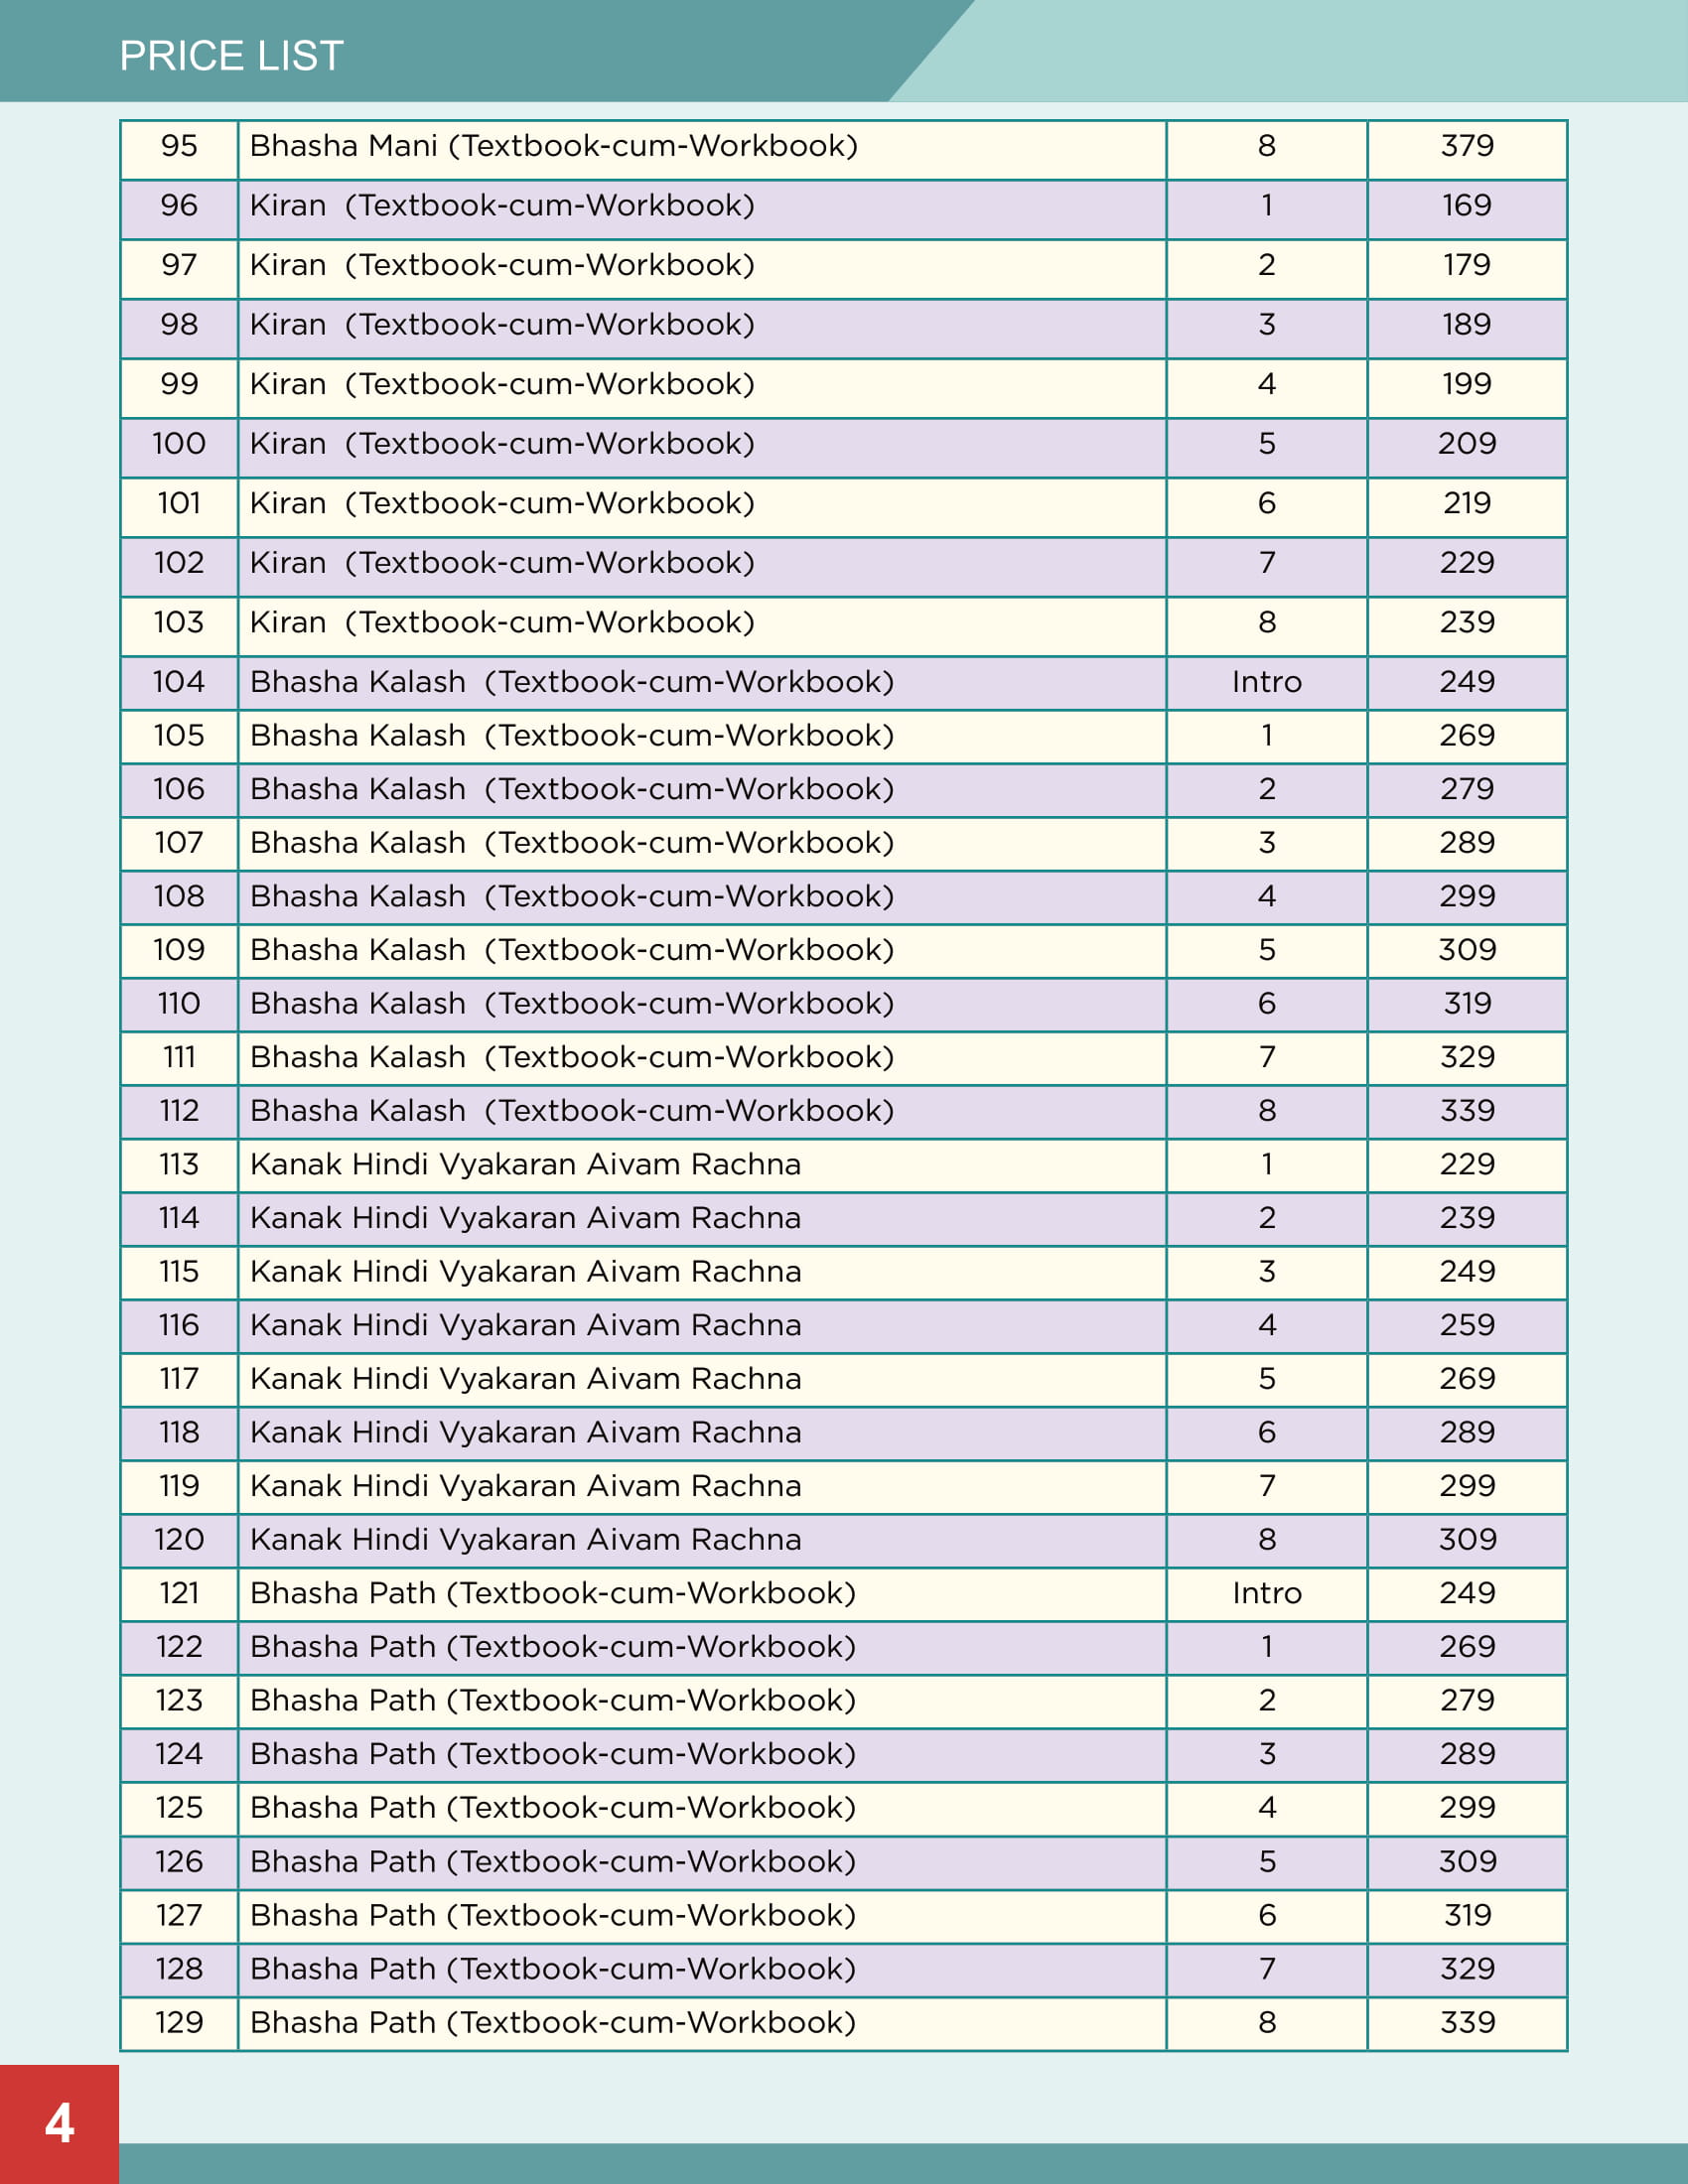 PRICE LIST
95 Bhasha Mani (Textbook-cum-Workbook) 8 379
96 Kiran (Textbook-cum-Workbook) 1 169
97 Kiran (Textbook-cum-Workbook) 2 179
98 Kiran (Textbook-cum-Workbook) 3 189
99 Kiran (Textbook-cum-Workbook) 4 199
100 Kiran (Textbook-cum-Workbook) 5 209
101 Kiran (Textbook-cum-Workbook) 6 219
102 Kiran (Textbook-cum-Workbook) 7 229
103 Kiran (Textbook-cum-Workbook) 8 239
104 Bhasha Kalash (Textbook-cum-Workbook) Intro 249
105 Bhasha Kalash (Textbook-cum-Workbook) 1 269
106 Bhasha Kalash (Textbook-cum-Workbook) 2 279
107 Bhasha Kalash (Textbook-cum-Workbook) 3 289
108 Bhasha Kalash (Textbook-cum-Workbook) 4 299
109 Bhasha Kalash (Textbook-cum-Workbook) 5 309
110 Bhasha Kalash (Textbook-cum-Workbook) 6 319
111 Bhasha Kalash (Textbook-cum-Workbook) 7 329
112 Bhasha Kalash (Textbook-cum-Workbook) 8 339
113 Kanak Hindi Vyakaran Aivam Rachna 1 229
114 Kanak Hindi Vyakaran Aivam Rachna 2 239
115 Kanak Hindi Vyakaran Aivam Rachna 3 249
116 Kanak Hindi Vyakaran Aivam Rachna 4 259
117 Kanak Hindi Vyakaran Aivam Rachna 5 269
118 Kanak Hindi Vyakaran Aivam Rachna 6 289
119 Kanak Hindi Vyakaran Aivam Rachna 7 299
120 Kanak Hindi Vyakaran Aivam Rachna 8 309
121 Bhasha Path (Textbook-cum-Workbook) Intro 249
122 Bhasha Path (Textbook-cum-Workbook) 1 269
123 Bhasha Path (Textbook-cum-Workbook) 2 279
124 Bhasha Path (Textbook-cum-Workbook) 3 289
125 Bhasha Path (Textbook-cum-Workbook) 4 299
126 Bhasha Path (Textbook-cum-Workbook) 5 309
127 Bhasha Path (Textbook-cum-Workbook) 6 319
128 Bhasha Path (Textbook-cum-Workbook) 7 329
129 Bhasha Path (Textbook-cum-Workbook) 8 339
4